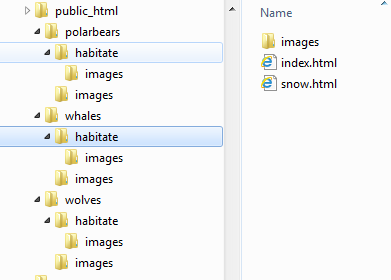 public_html
polarbears
habitate
images
images
whales
habitate
images
images
wolves
habitate
images
images
Name
images
index.html
snow.html